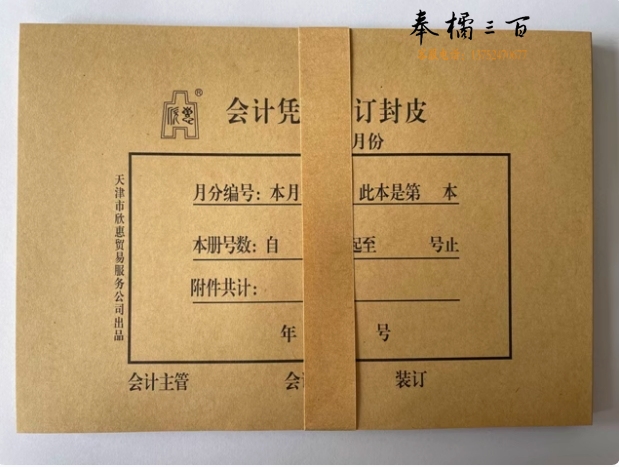 奉橘三百
会计凭 订封皮
月份
月分编号：本月 此本是第 本
本册号数：自 起至 号止
附件共计：
年 号
会计主管 会 装订
天津市欣惠贸易服务公司出品